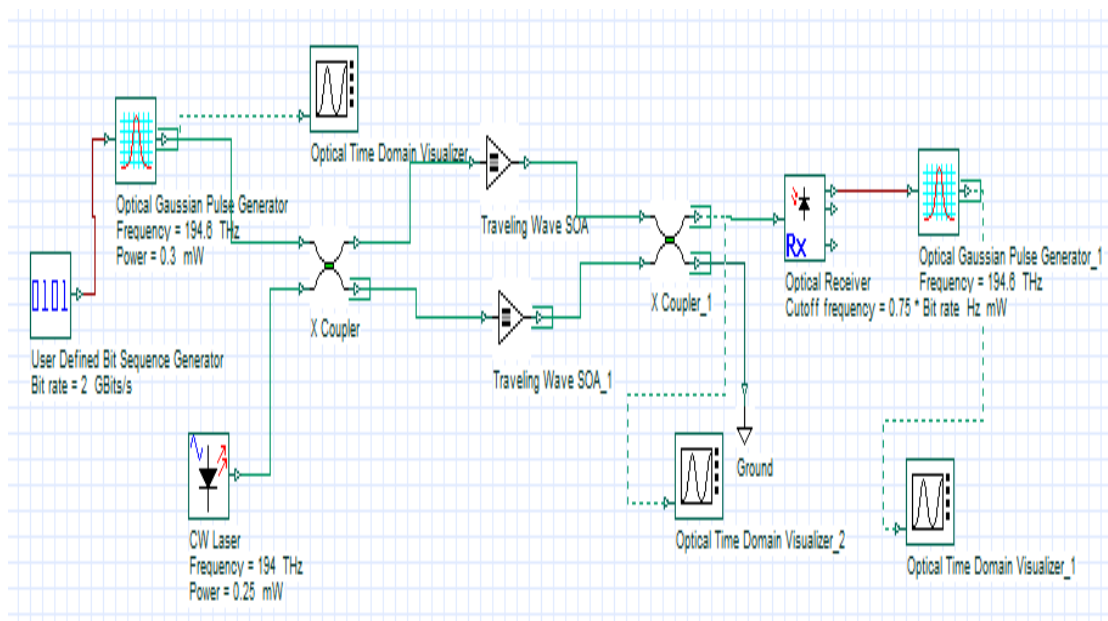 Optical Time Domain Visualizer
Optical Gaussian Pulse Generator
Frequency = 194.6 THz
Power = 0.3 mW
Traveling Wave SOA
0101
User Defined Bit Sequence Generator
Bit rate = 2 GBits/s
X Coupler
Traveling Wave SOA_1
X Coupler_1
Rx
Optical Receiver
Cutoff frequency = 0.75 * Bit rate Hz mW
Optical Gaussian Pulse Generator_1
Frequency = 194.6 THz
CW Laser
Frequency = 194 THz
Power = 0.25 mW
Ground
Optical Time Domain Visualizer_2
Optical Time Domain Visualizer_1